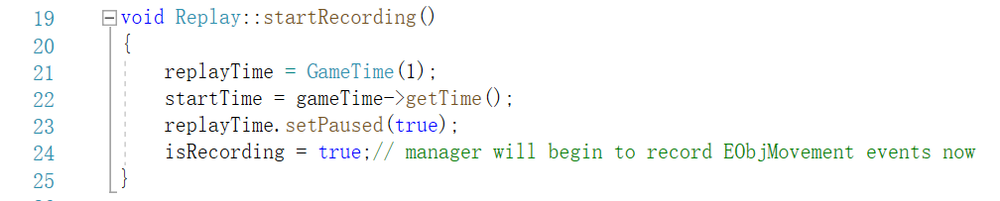 19 void Replay::startRecording()
20 {
21 replayTime = GameTime(1);
22 startTime = gameTime->getTime();
23 replayTime.setPaused(true);
24 isRecording = true;// manager will begin to record EObjMovement events now
25 }